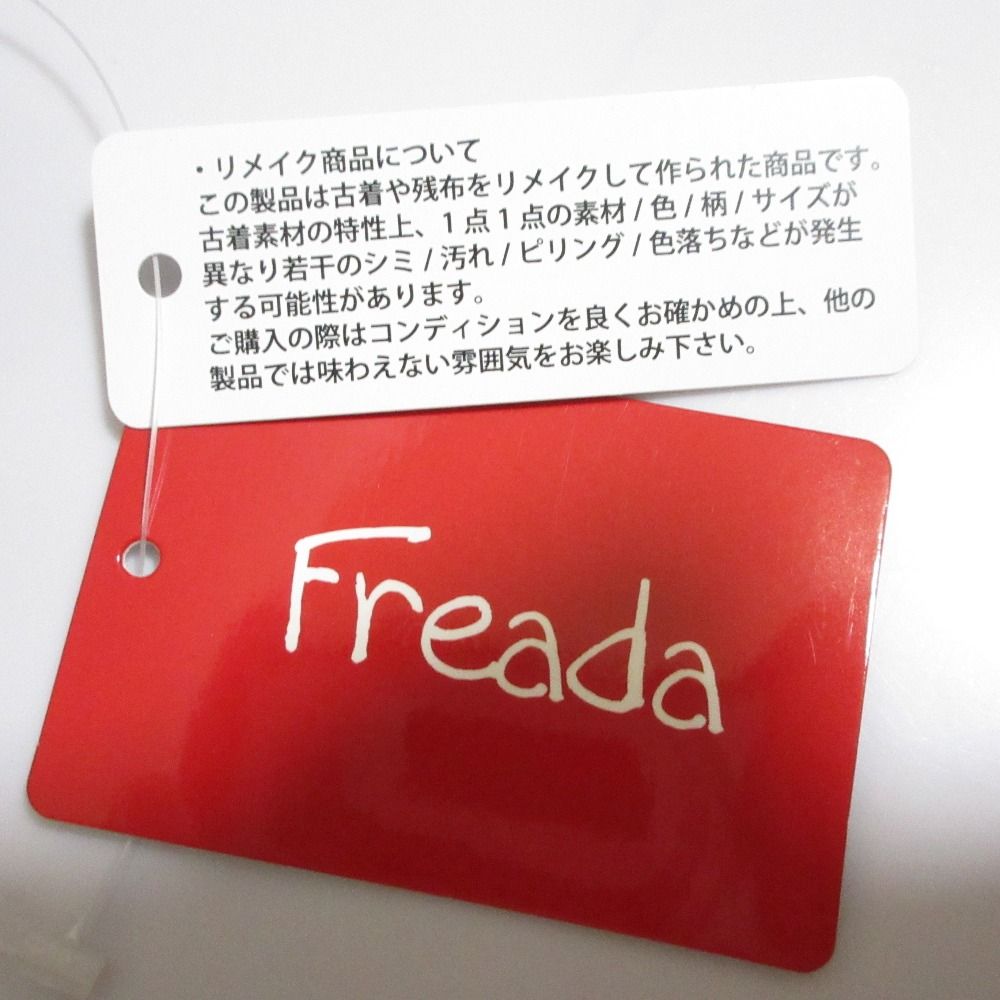 ・リメイク商品について
この製品は古着や残布をリメイクして作られた商品です。
古着素材の特性上、1点1点の素材/色/柄/サイズが
異なり若干のシミ/汚れ/ピリング/色落ちなどが発生
する可能性があります。
ご購入の際はコンディションを良くお確かめの上、他の
製品では味わえない雰囲気をお楽しみ下さい。
Freada